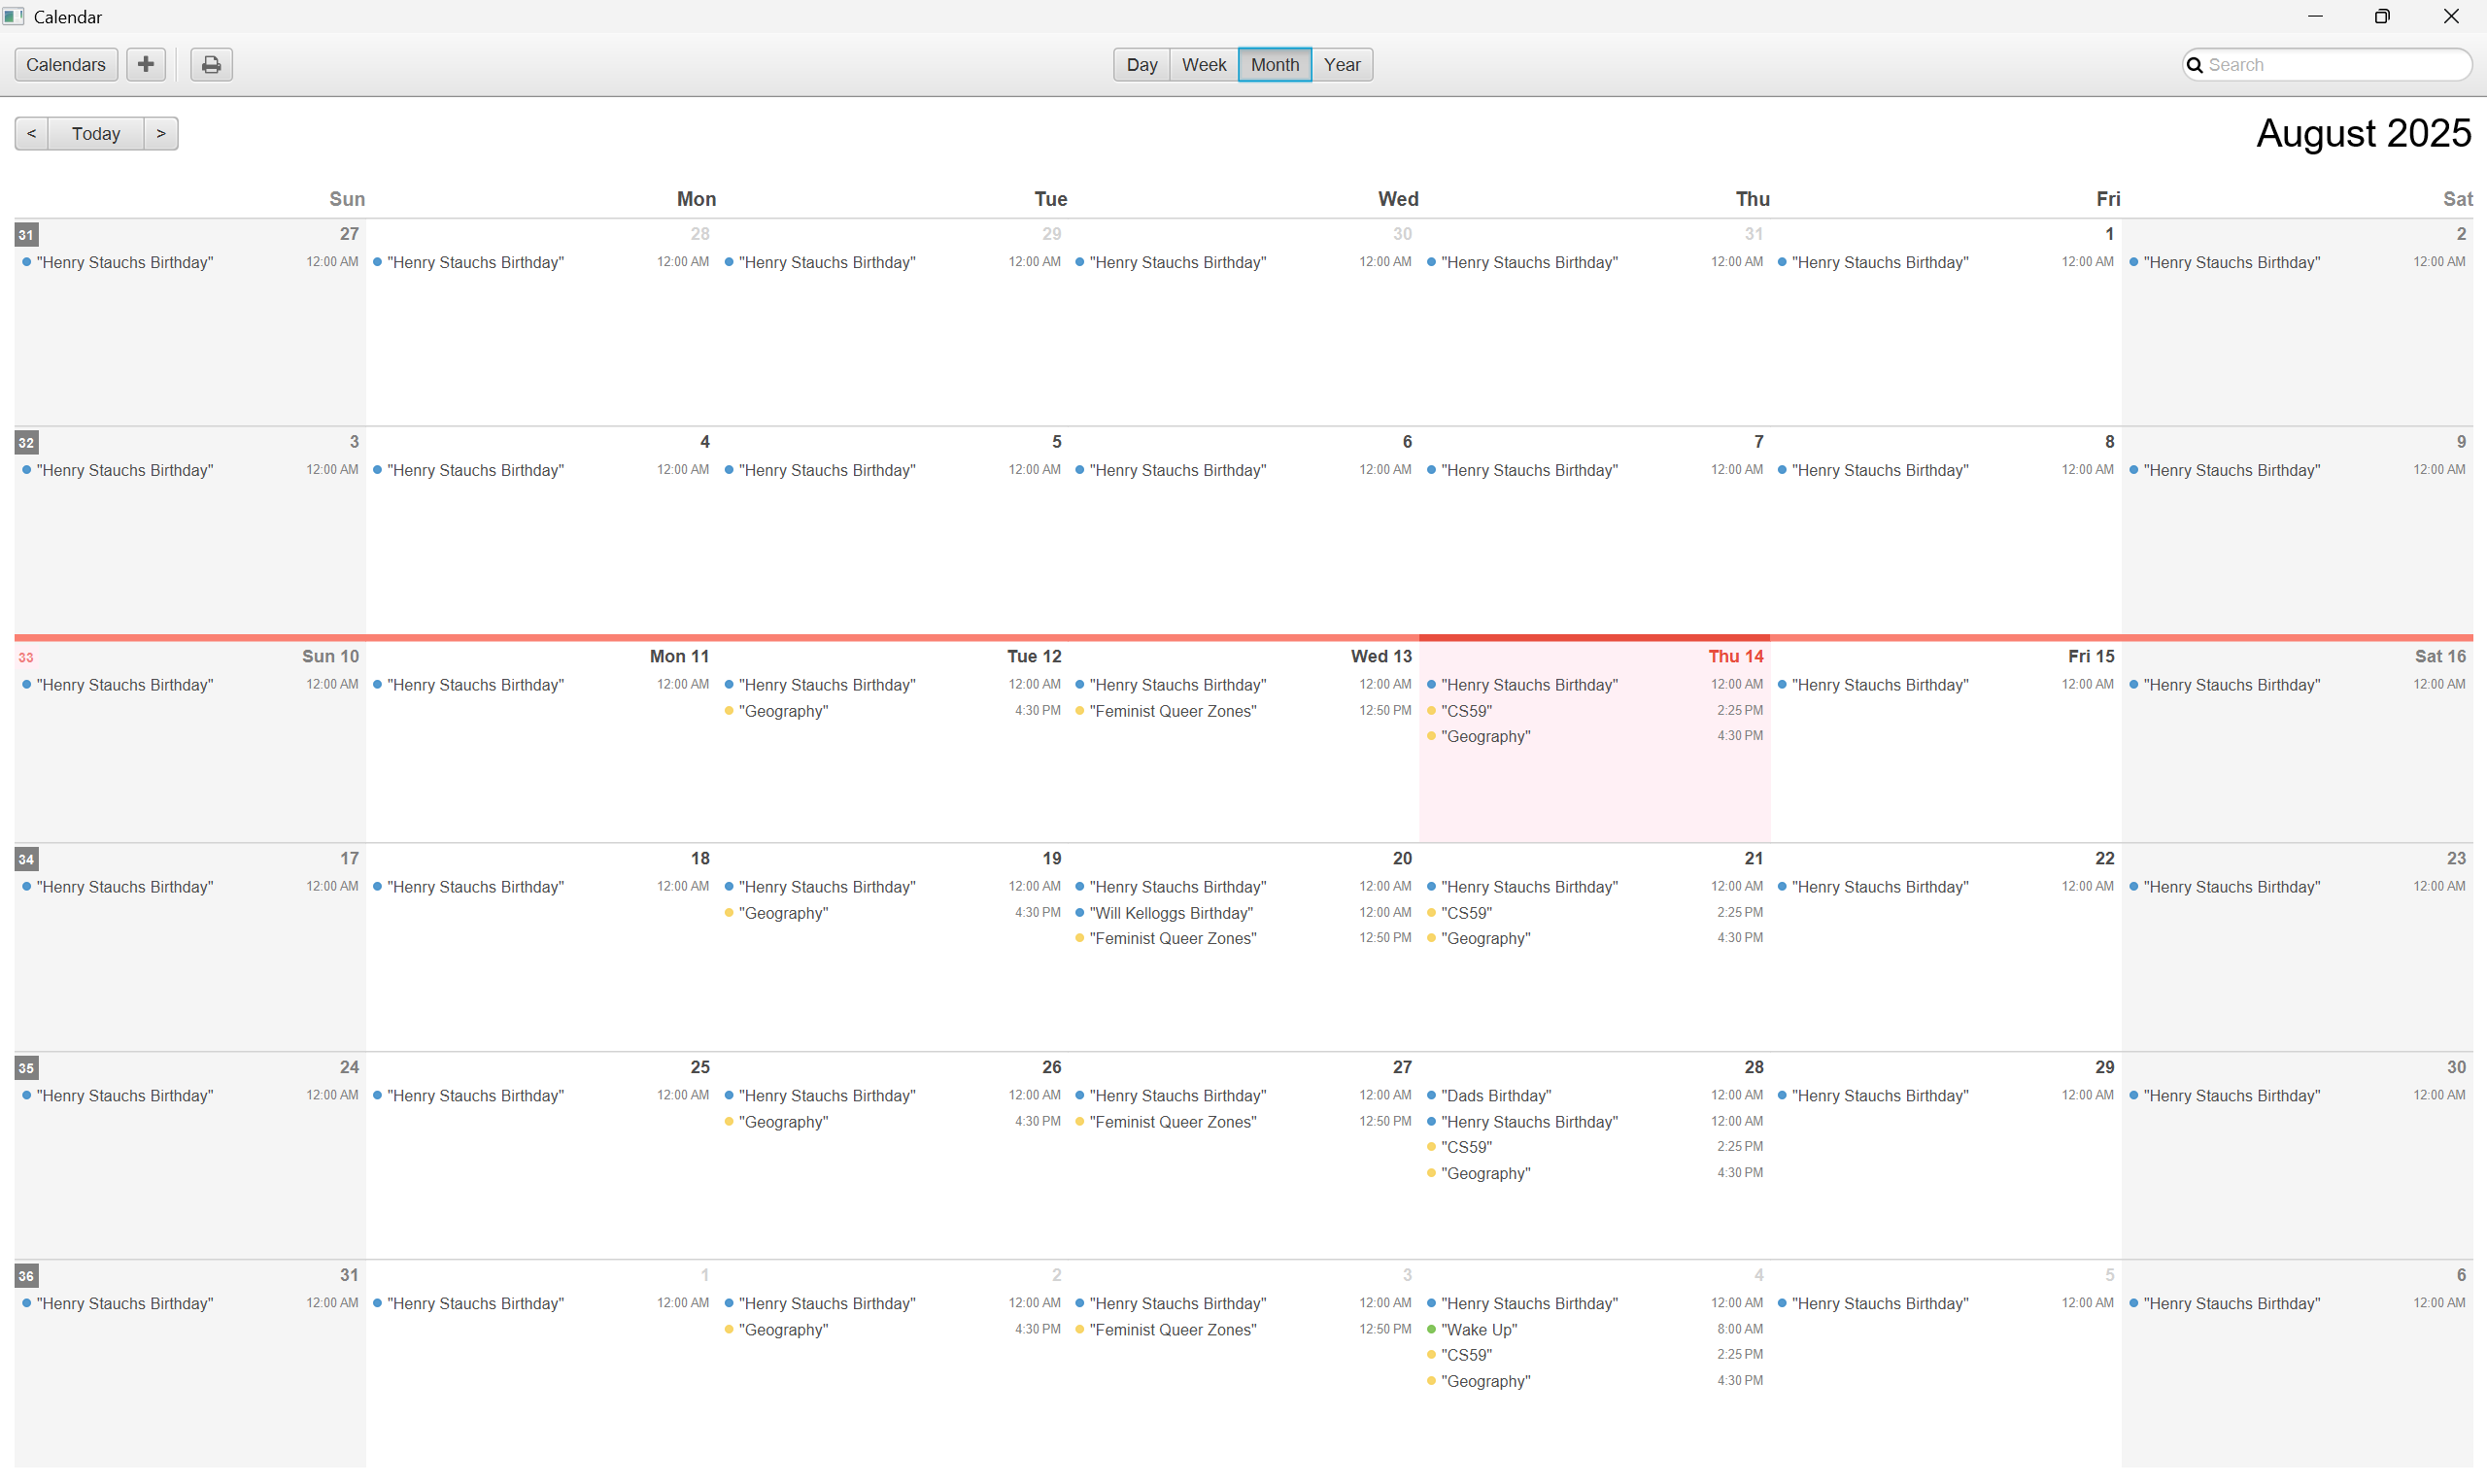 Calendar
Calendars
Day Week Month Year
Search
< Today >
August 2025
Sun Mon Tue Wed Thu Fri Sat
31 27 28 29 30 31 1 2
"Henry Stauchs Birthday" 12:00 AM "Henry Stauchs Birthday" 12:00 AM "Henry Stauchs Birthday" 12:00 AM "Henry Stauchs Birthday" 12:00 AM "Henry Stauchs Birthday" 12:00 AM "Henry Stauchs Birthday" 12:00 AM "Henry Stauchs Birthday" 12:00 AM
32 3 4 5 6 7 8 9
"Henry Stauchs Birthday" 12:00 AM "Henry Stauchs Birthday" 12:00 AM "Henry Stauchs Birthday" 12:00 AM "Henry Stauchs Birthday" 12:00 AM "Henry Stauchs Birthday" 12:00 AM "Henry Stauchs Birthday" 12:00 AM "Henry Stauchs Birthday" 12:00 AM
33 Sun 10 Mon 11 Tue 12 Wed 13 Thu 14 Fri 15 Sat 16
"Henry Stauchs Birthday" 12:00 AM "Henry Stauchs Birthday" 12:00 AM "Henry Stauchs Birthday" 12:00 AM "Henry Stauchs Birthday" 12:00 AM "Henry Stauchs Birthday" 12:00 AM "Henry Stauchs Birthday" 12:00 AM "Henry Stauchs Birthday" 12:00 AM
"Geography" 4:30 PM "Feminist Queer Zones" 12:50 PM "CS59" 2:25 PM
"Geography" 4:30 PM
34 17 18 19 20 21 22 23
"Henry Stauchs Birthday" 12:00 AM "Henry Stauchs Birthday" 12:00 AM "Henry Stauchs Birthday" 12:00 AM "Henry Stauchs Birthday" 12:00 AM "Henry Stauchs Birthday" 12:00 AM "Henry Stauchs Birthday" 12:00 AM "Henry Stauchs Birthday" 12:00 AM
"Geography" 4:30 PM "Will Kelloggs Birthday" 12:00 AM "CS59" 2:25 PM
"Feminist Queer Zones" 12:50 PM "Geography" 4:30 PM
35 24 25 26 27 28 29 30
"Henry Stauchs Birthday" 12:00 AM "Henry Stauchs Birthday" 12:00 AM "Henry Stauchs Birthday" 12:00 AM "Henry Stauchs Birthday" 12:00 AM "Dads Birthday" 12:00 AM "Henry Stauchs Birthday" 12:00 AM "Henry Stauchs Birthday" 12:00 AM
"Geography" 4:30 PM "Feminist Queer Zones" 12:50 PM "Henry Stauchs Birthday" 12:00 AM
"CS59" 2:25 PM
"Geography" 4:30 PM
36 31 1 2 3 4 5 6
"Henry Stauchs Birthday" 12:00 AM "Henry Stauchs Birthday" 12:00 AM "Henry Stauchs Birthday" 12:00 AM "Henry Stauchs Birthday" 12:00 AM "Henry Stauchs Birthday" 12:00 AM "Henry Stauchs Birthday" 12:00 AM "Henry Stauchs Birthday" 12:00 AM
"Geography" 4:30 PM "Feminist Queer Zones" 12:50 PM "Wake Up" 8:00 AM
"CS59" 2:25 PM
"Geography" 4:30 PM